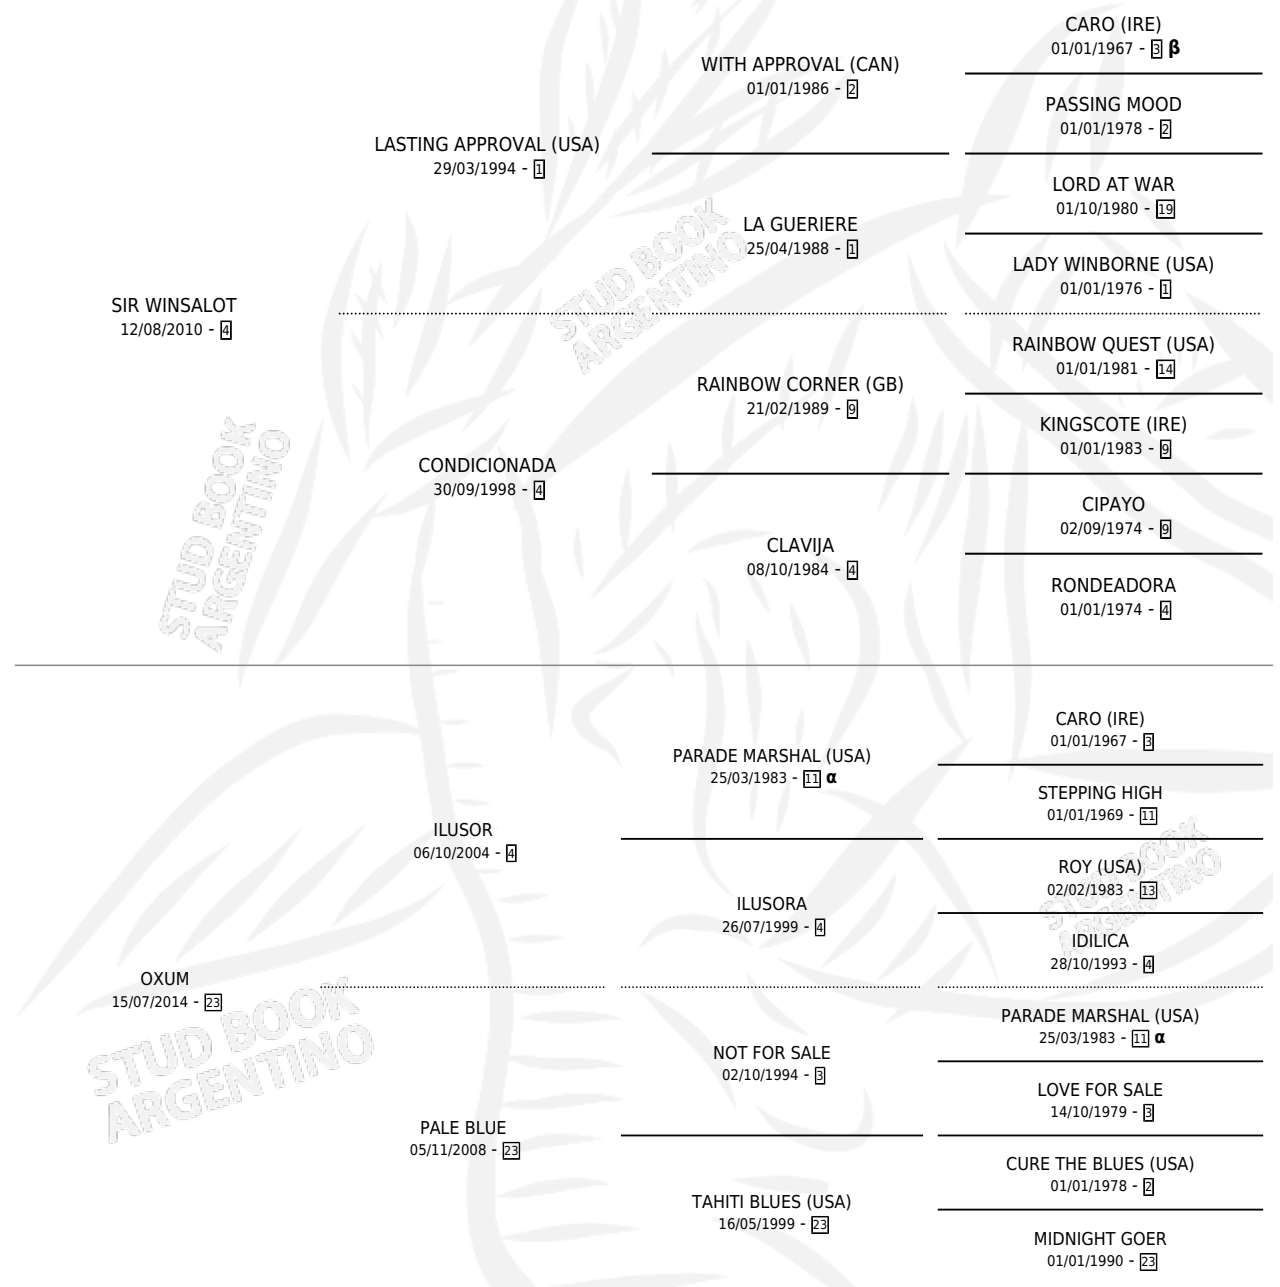 CARO (IRE)
01/01/1967 - 3 β
WITH APPROVAL (CAN)
01/01/1986 - 2
PASSING MOOD
01/01/1978 - 2
LASTING APPROVAL (USA)
29/03/1994 - 1
LORD AT WAR
01/10/1980 - 19
LA GUERIERE
25/04/1988 - 1
LADY WINBORNE (USA)
01/01/1976 - 1
SIR WINSALOT
12/08/2010 - 4
RAINBOW QUEST (USA)
01/01/1981 - 14
RAINBOW CORNER (GB)
21/02/1989 - 9
KINGSCOTE (IRE)
01/01/1983 - 9
CONDICIONADA
30/09/1998 - 4
CIPAYO
02/09/1974 - 9
CLAVIJA
08/10/1984 - 4
RONDEADORA
01/01/1974 - 4
STUD BOOK
ARGENTINO
STUD BOOK
ARGENTINO
CARO (IRE)
01/01/1967 - 3
PARADE MARSHAL (USA)
25/03/1983 - 11 α
STEPPING HIGH
01/01/1969 - 11
ILUSOR
06/10/2004 - 4
ROY (USA)
02/02/1983 - 13
ILUSORA
26/07/1999 - 4
IDILICA
28/10/1993 - 4
OXUM
15/07/2014 - 23
PARADE MARSHAL (USA)
25/03/1983 - 11 α
NOT FOR SALE
02/10/1994 - 3
LOVE FOR SALE
14/10/1979 - 3
PALE BLUE
05/11/2008 - 23
CURE THE BLUES (USA)
01/01/1978 - 2
TAHITI BLUES (USA)
16/05/1999 - 23
MIDNIGHT GOER
01/01/1990 - 23
STUD BOOK
ARGENTINO
STUD BOOK
ARGENTINO